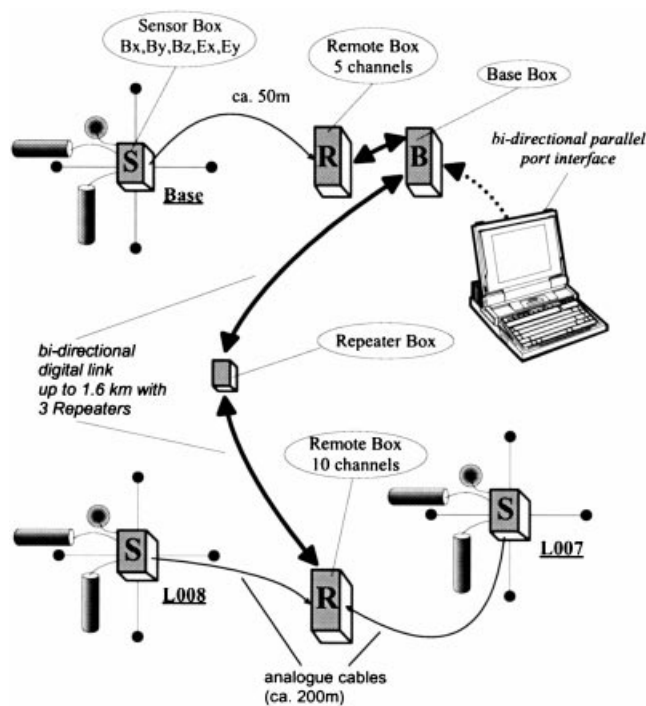 Sensor Box
Bx,By,Bz,Ex,Ey
Remote Box
5 channels
Base Box
ca. 50m
bi-directional parallel
port interface
S
R
B
Base
bi-directional
digital link
up to 1.6 km with
3 Repeaters
Repeater Box
Remote Box
10 channels
S
L007
S
L008
R
analogue cables
(ca. 200m)